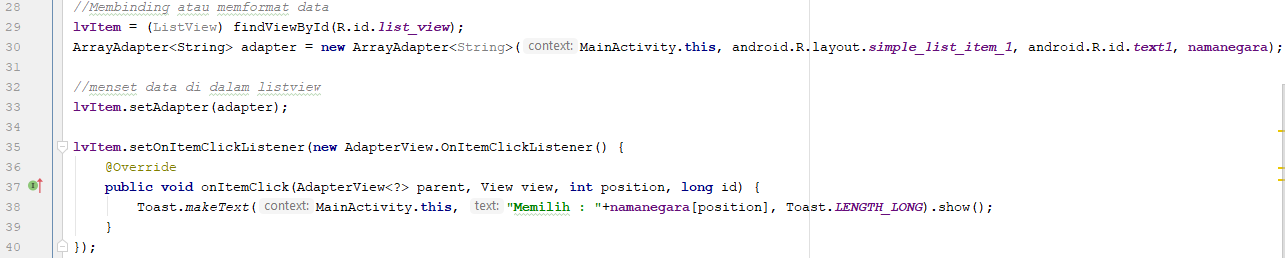 28 //Membinding atau memformat data
29 lvItem = (ListView) findViewById(R.id.list_view);
30 ArrayAdapter<String> adapter = new ArrayAdapter<String>( context: MainActivity.this, android.R.layout.simple_list_item_1, android.R.id.text1, namanegara);
31
32 //menset data di dalam listview
33 lvItem.setAdapter(adapter);
34
35 lvItem.setOnItemClickListener(new AdapterView.OnItemClickListener() {
36 @Override
37 public void onItemClick(AdapterView<?> parent, View view, int position, long id) {
38 Toast.makeText( context: MainActivity.this, text: "Memilih : "+namanegara[position], Toast.LENGTH_LONG).show();
39 }
40 });